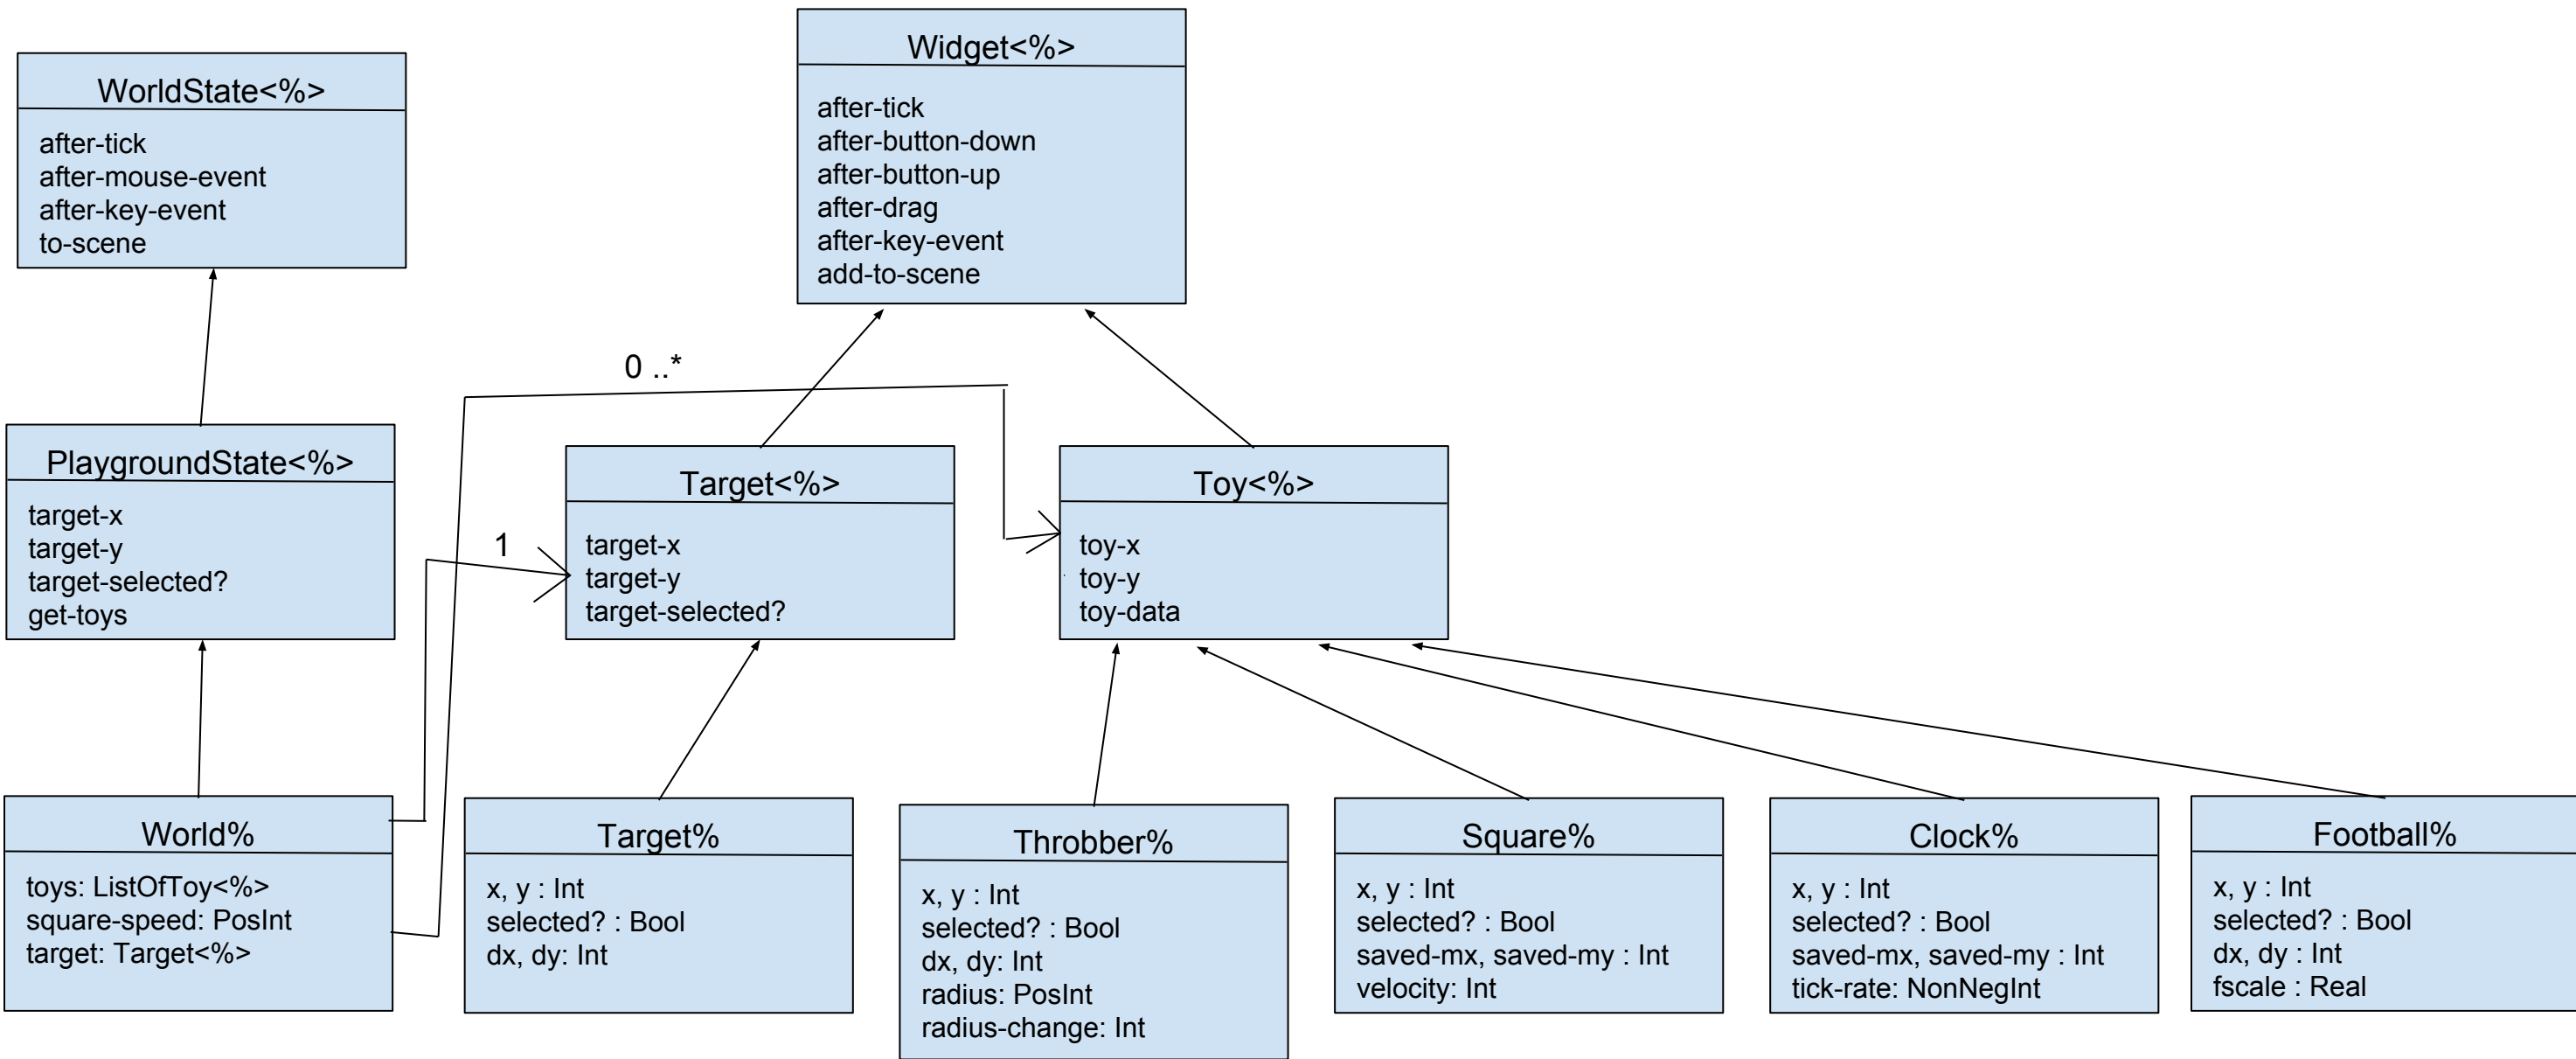 Widget<%>
after-tick
after-button-down
after-button-up
after-drag
after-key-event
add-to-scene
WorldState<%>
after-tick
after-mouse-event
after-key-event
to-scene
0 ..*
PlaygroundState<%>
target-x
target-y
target-selected?
get-toys
1
Target<%>
target-x
target-y
target-selected?
Toy<%>
toy-x
toy-y
toy-data
World%
toys: ListOfToy<%>
square-speed: PosInt
target: Target<%>
Target%
x, y : Int
selected? : Bool
dx, dy: Int
Throbber%
x, y : Int
selected? : Bool
dx, dy: Int
radius: PosInt
radius-change: Int
Square%
x, y : Int
selected? : Bool
saved-mx, saved-my : Int
velocity: Int
Clock%
x, y : Int
selected? : Bool
saved-mx, saved-my : Int
tick-rate: NonNegInt
Football%
x, y : Int
selected? : Bool
dx, dy : Int
fscale : Real